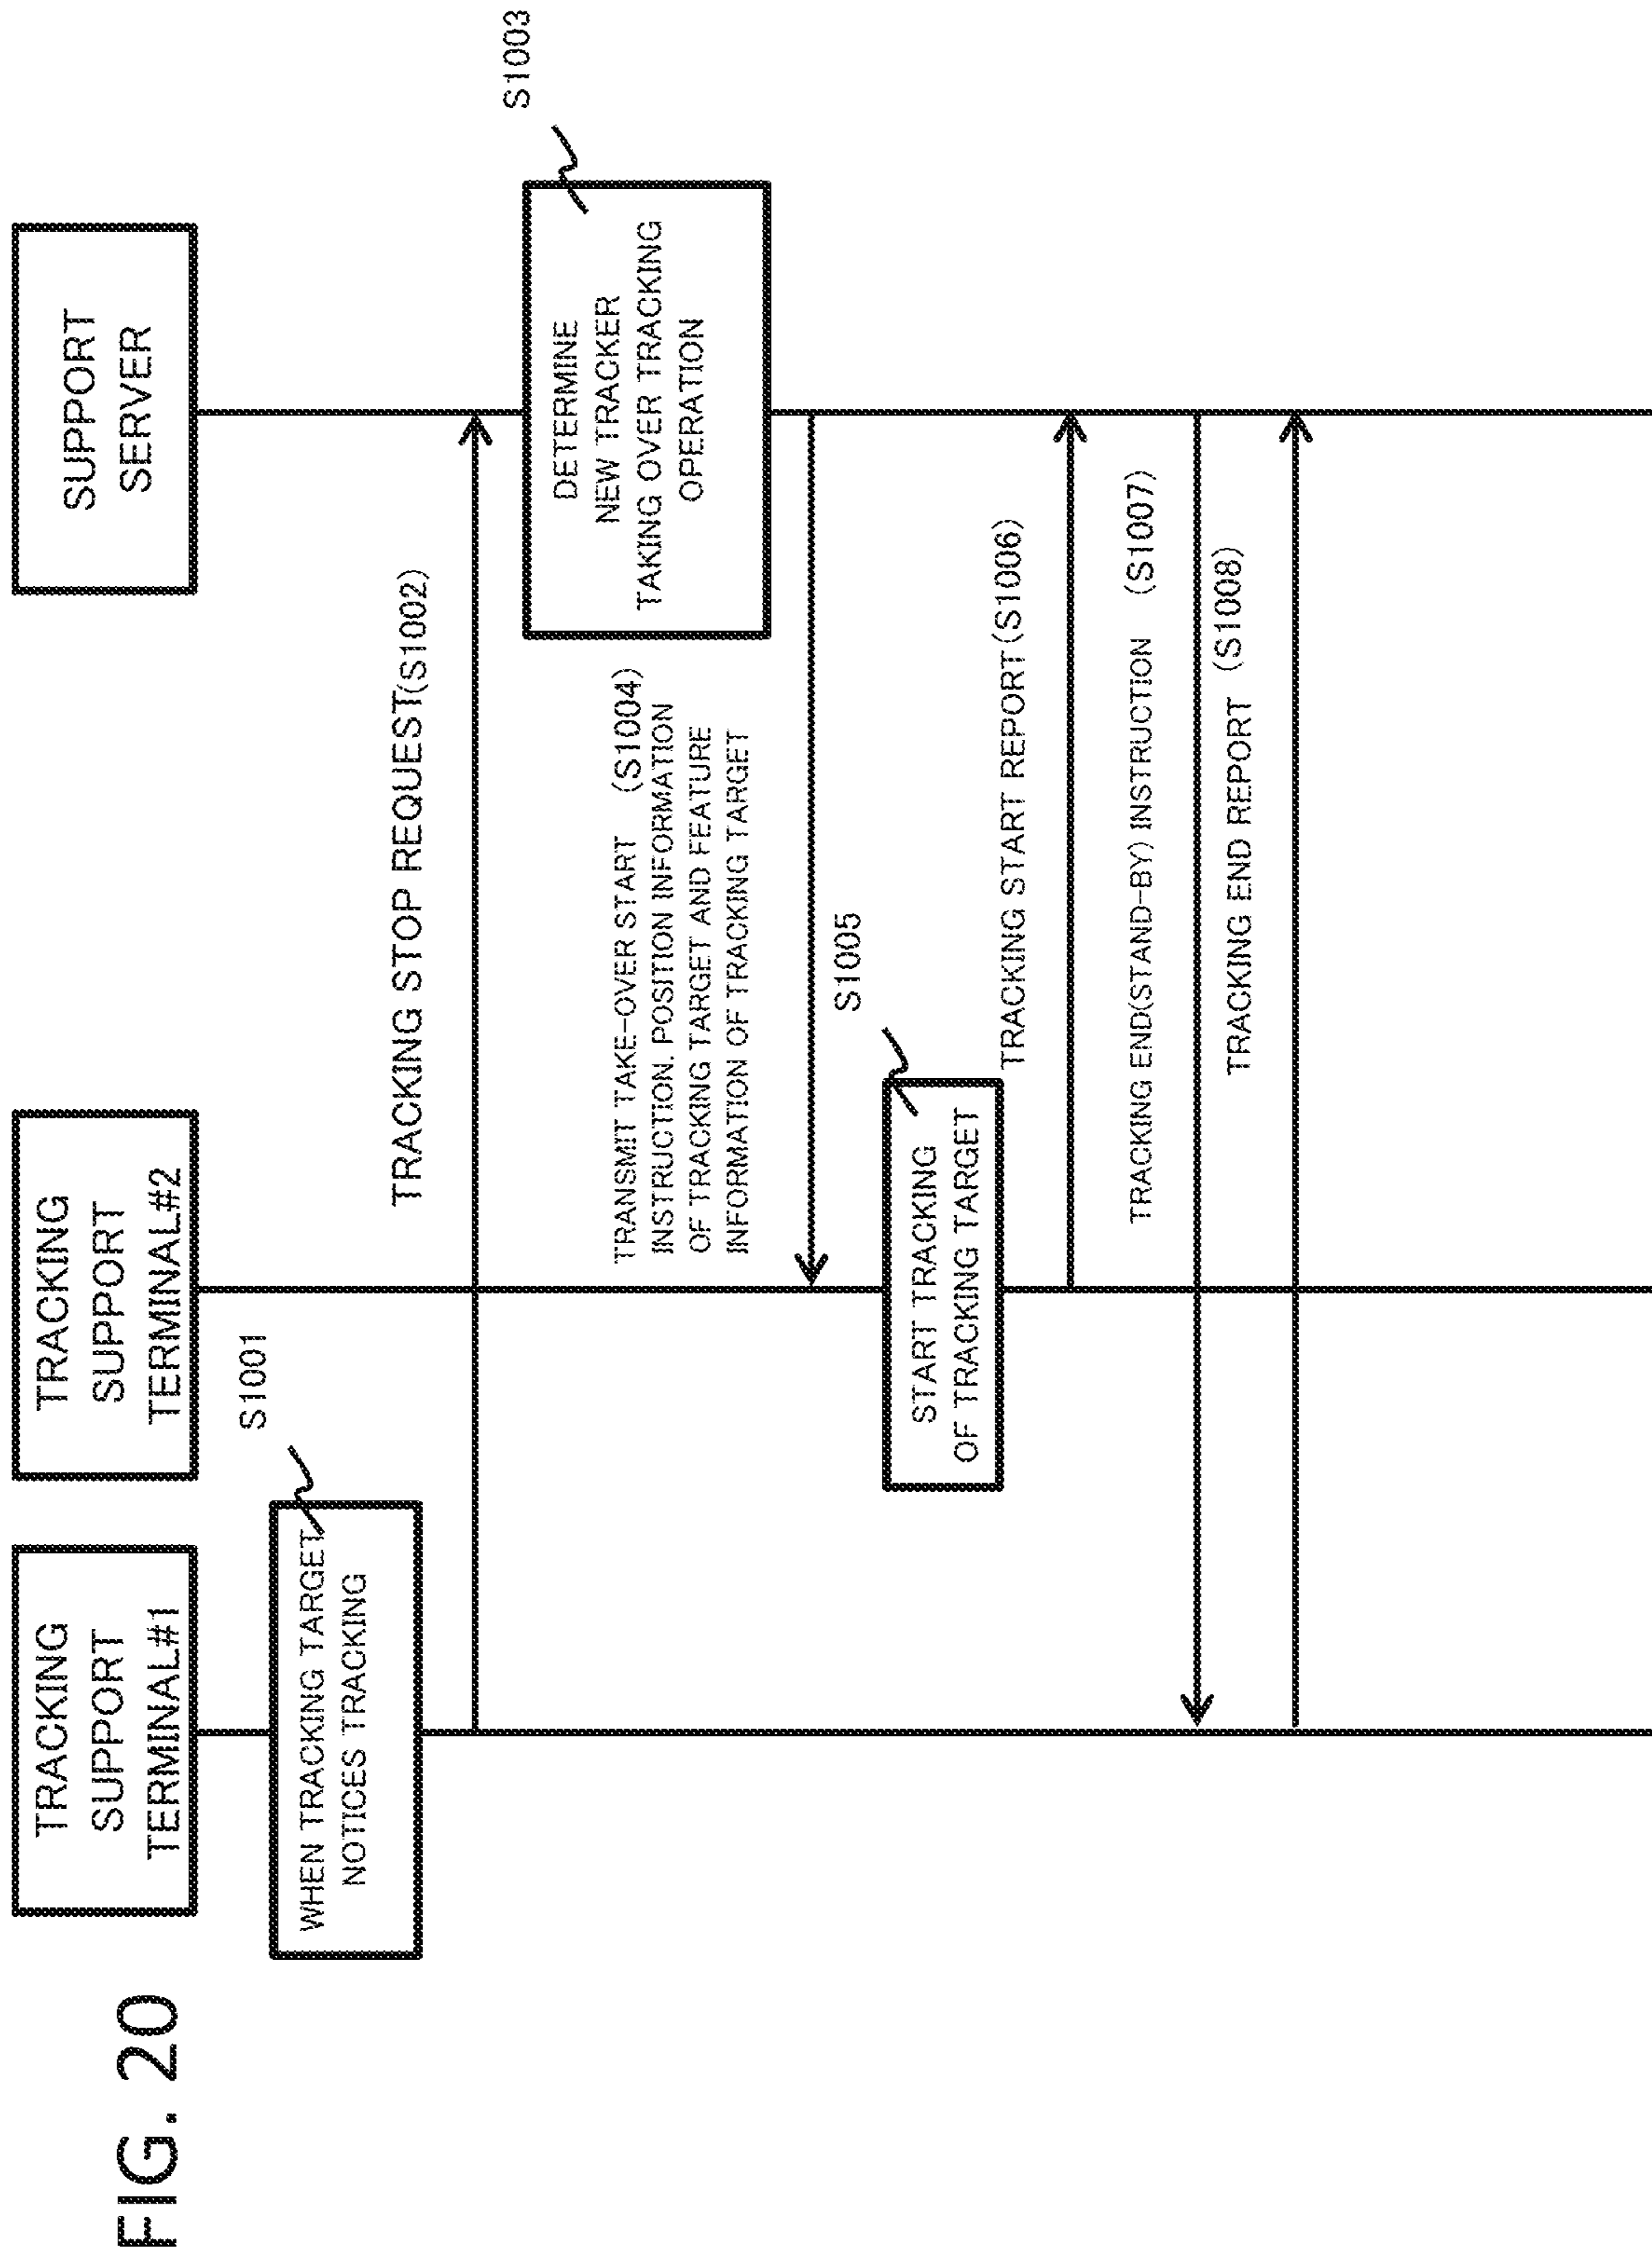 FIG. 20
TRACKING
SUPPORT
TERMINAL#1
TRACKING
SUPPORT
TERMINAL#2
SUPPORT
SERVER
S1001
WHEN TRACKING TARGET
NOTICES TRACKING
TRACKING STOP REQUEST(S1002)
S1003
DETERMINE
NEW TRACKER
TAKING OVER TRACKING
OPERATION
TRANSMIT TAKE-OVER START (S1004)
INSTRUCTION, POSITION INFORMATION
OF TRACKING TARGET AND FEATURE
INFORMATION OF TRACKING TARGET
S1005
START TRACKING
OF TRACKING TARGET
TRACKING START REPORT(S1006)
TRACKING END(STAND-BY) INSTRUCTION (S1007)
TRACKING END REPORT (S1008)